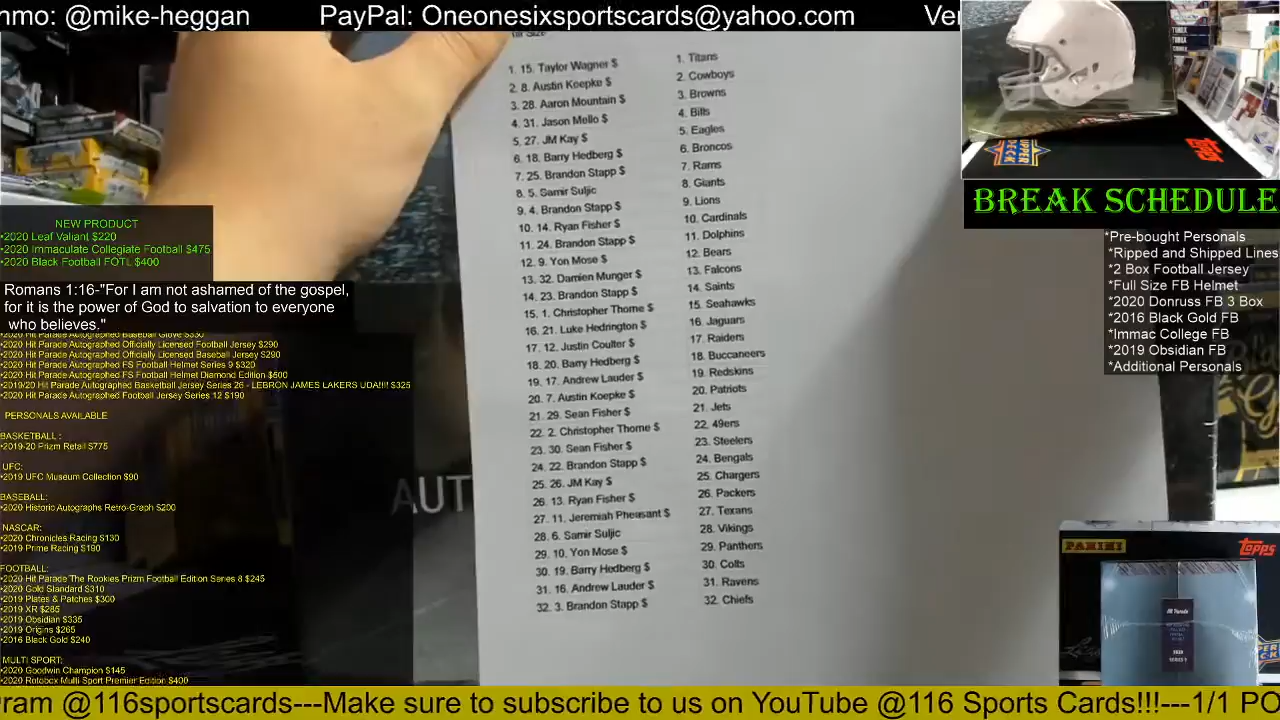 nmo: @mike-heggan PayPal: Oneonesixsportscards@yahoo.com Ver
1. 15. Taylor Wagner $ 1. Titans
2. 8. Austin Koepke $ 2. Cowboys
3. 28. Aaron Mountain $ 3. Browns
4. 31. Jason Mello $ 4. Bills
5. 27. JM Kay $ 5. Eagles
6. 18. Barry Hedberg $ 6. Broncos
7. 25. Brandon Stapp $ 7. Rams
8. 5. Samir Suljic 8. Giants
9. 4. Brandon Stapp $ 9. Lions
10. 14. Ryan Fisher $ 10. Cardinals
11. 24. Brandon Stapp $ 11. Dolphins
12. 9. Yon Mose $ 12. Bears
13. 32. Damien Munger $ 13. Falcons
14. 23. Brandon Stapp $ 14. Saints
15. 1. Christopher Thorne $ 15. Seahawks
16. 21. Luke Hedrington $ 16. Jaguars
17. 12. Justin Coulter $ 17. Raiders
18. 20. Barry Hedberg $ 18. Buccaneers
19. 17. Andrew Lauder $ 19. Redskins
20. 7. Austin Koepke $ 20. Patriots
21. 29. Sean Fisher $ 21. Jets
22. 2. Christopher Thorne $ 22. 49ers
23. 30. Sean Fisher $ 23. Steelers
24. 22. Brandon Stapp $ 24. Bengals
25. 26. JM Kay $ 25. Chargers
26. 13. Ryan Fisher $ 26. Packers
27. 11. Jeremiah Pheasant $ 27. Texans
28. 6. Samir Suljic 28. Vikings
29. 10. Yon Mose $ 29. Panthers
30. 19. Barry Hedberg $ 30. Colts
31. 16. Andrew Lauder $ 31. Ravens
32. 3. Brandon Stapp $ 32. Chiefs
NEW PRODUCT
•2020 Leaf Valiant $220
•2020 Immaculate Collegiate Football $475
•2020 Black Football FOTL $400
Romans 1:16-"For I am not ashamed of the gospel,
for it is the power of God to salvation to everyone
who believes."
•2020 Hit Parade Autographed Baseball Glove $330
•2020 Hit Parade Autographed Officially Licensed Football Jersey $290
•2020 Hit Parade Autographed Officially Licensed Baseball Jersey $290
•2020 Hit Parade Autographed FS Football Helmet Series 9 $320
•2020 Hit Parade Autographed FS Football Helmet Diamond Edition $500
•2019/20 Hit Parade Autographed Basketball Jersey Series 26 - LEBRON JAMES LAKERS UDA!!!! $325
•2020 Hit Parade Autographed Football Jersey Series 12 $190
PERSONALS AVAILABLE
BASKETBALL :
•2019-20 Prizm Retail $775
UFC:
•2019 UFC Museum Collection $90
BASEBALL:
•2020 Historic Autographs Retro-Graph $200
NASCAR:
•2020 Chronicles Racing $130
•2019 Prime Racing $190
FOOTBALL:
•2020 Hit Parade The Rookies Prizm Football Edition Series 8 $245
•2020 Gold Standard $310
•2019 Plates & Patches $300
•2019 XR $285
•2019 Obsidian $335
•2019 Origins $265
•2016 Black Gold $240
MULTI SPORT:
•2020 Goodwin Champion $145
•2020 Rotobox Multi Sport Premier Edition $400
AUT
UPPER
DECK
topps
BREAK SCHEDULE
*Pre-bought Personals
*Ripped and Shipped Lines
*2 Box Football Jersey
*Full Size FB Helmet
*2020 Donruss FB 3 Box
*2016 Black Gold FB
*Immac College FB
*2019 Obsidian FB
*Additional Personals
PANINI
topps
Hit Parade
2020
ram @116sportscards---Make sure to subscribe to us on YouTube @116 Sports Cards!!!---1/1 PC